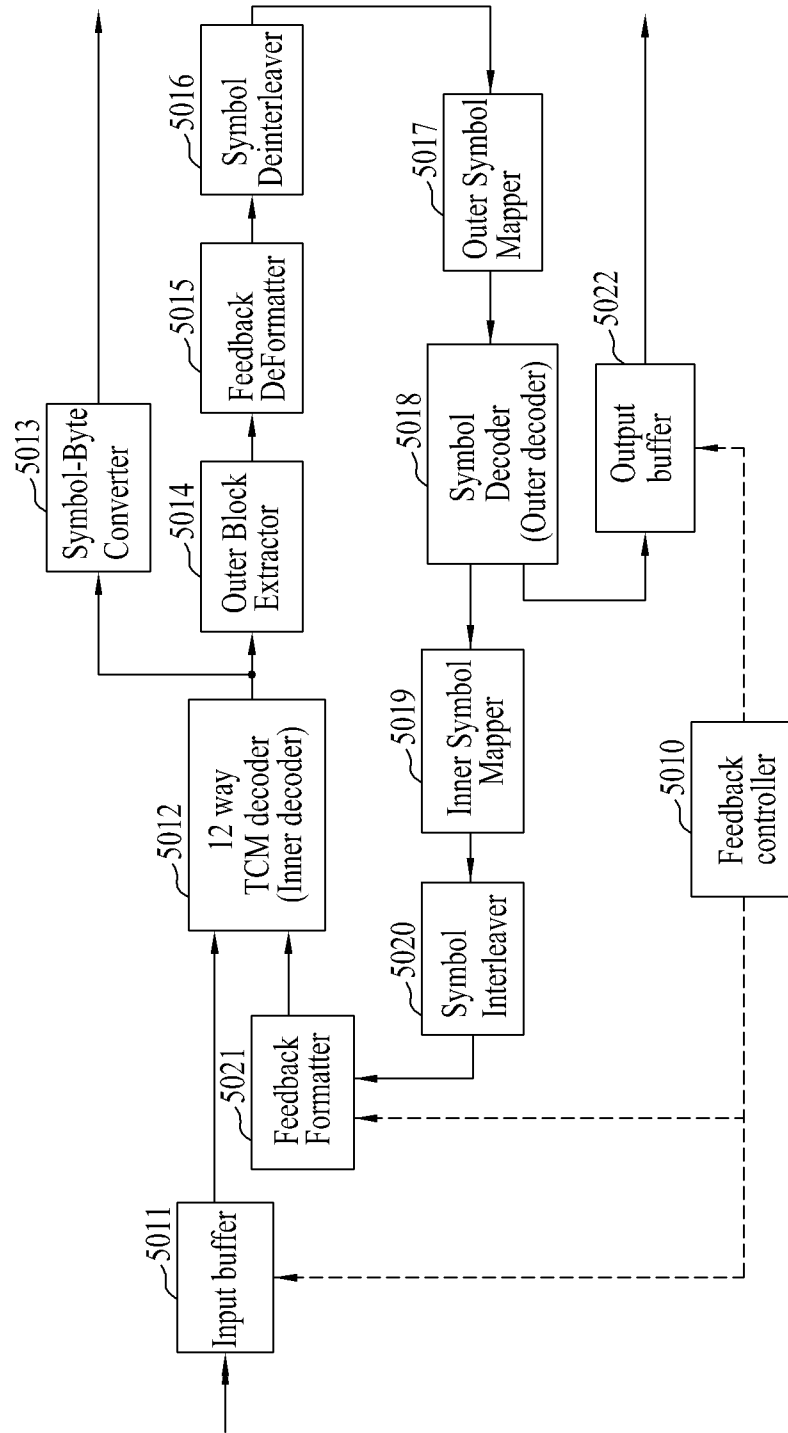 5011
Input buffer
5012
12 way
TCM decoder
(Inner decoder)
5013
Symbol-Byte
Converter
5014
Outer Block
Extractor
5015
Feedback
DeFormatter
5016
Symbol
Deinterleaver
5021
Feedback
Formatter
5020
Symbol
Interleaver
5019
Inner Symbol
Mapper
5018
Symbol
Decoder
(Outer decoder)
5017
Outer Symbol
Mapper
5022
Output
buffer
5010
Feedback
controller